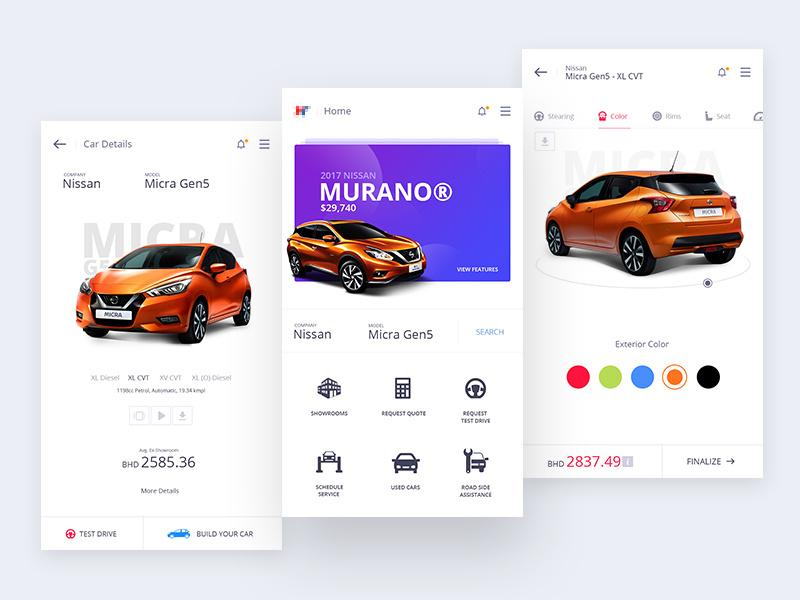 Car Details
COMPANY
Nissan
MODEL
Micra Gen5
MICRA
G5
MICRA
XL Diesel XL CVT XV CVT XL (O) Diesel
1198cc Petrol, Automatic, 19.34 kmpl
Avg. Ex-Showroom
BHD 2585.36
More Details
TEST DRIVE
BUILD YOUR CAR
Home
2017 NISSAN
MURANO®
$29,740
VIEW FEATURES
COMPANY
Nissan
MODEL
Micra Gen5
SEARCH
SHOWROOMS
REQUEST QUOTE
REQUEST
TEST DRIVE
SCHEDULE
SERVICE
USED CARS
ROAD SIDE
ASSISTANCE
Nissan
Micra Gen5 - XL CVT
Stearing Color Rims Seat
MICRA
MICRA
Exterior Color
BHD 2837.49 i
FINALIZE